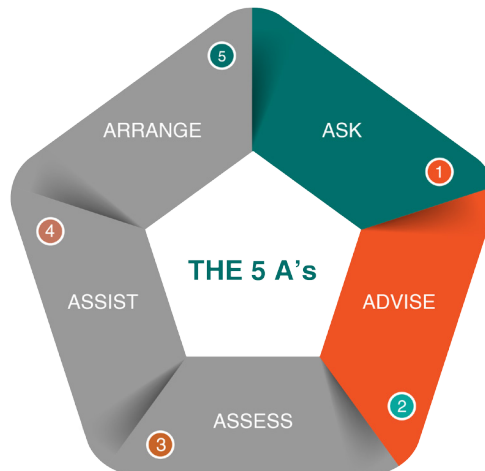 5
ARRANGE
ASK
1
4
THE 5 A's
ASSIST
ADVISE
2
ASSESS
3